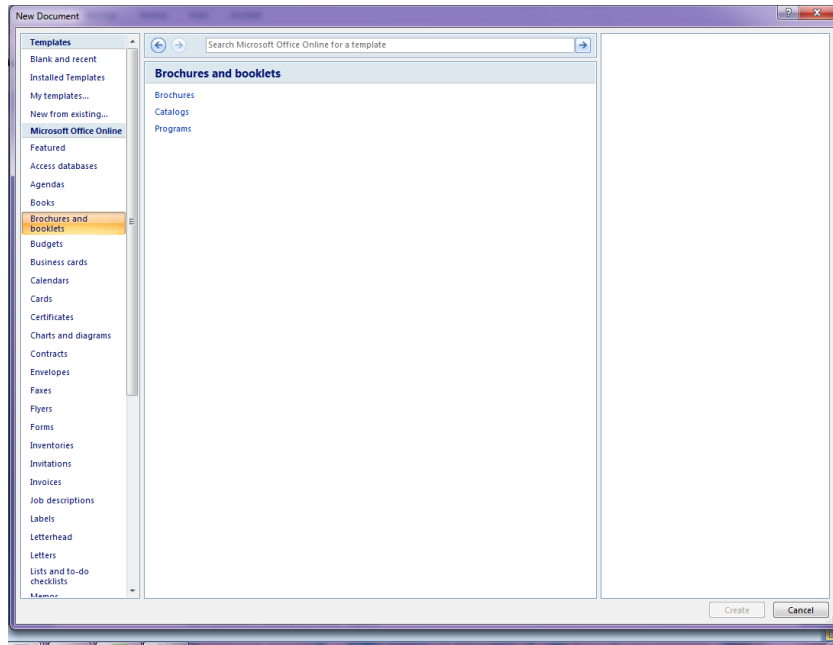 New Document
Templates
Blank and recent
Installed Templates
My templates...
New from existing...
Microsoft Office Online
Featured
Access databases
Agendas
Books
Brochures and
booklets
Budgets
Business cards
Calendars
Cards
Certificates
Charts and diagrams
Contracts
Envelopes
Faxes
Flyers
Forms
Inventories
Invitations
Invoices
Job descriptions
Labels
Letterhead
Letters
Lists and to-do
checklists
Memos
Search Microsoft Office Online for a template
Brochures and booklets
Brochures
Catalogs
Programs
Create
Cancel